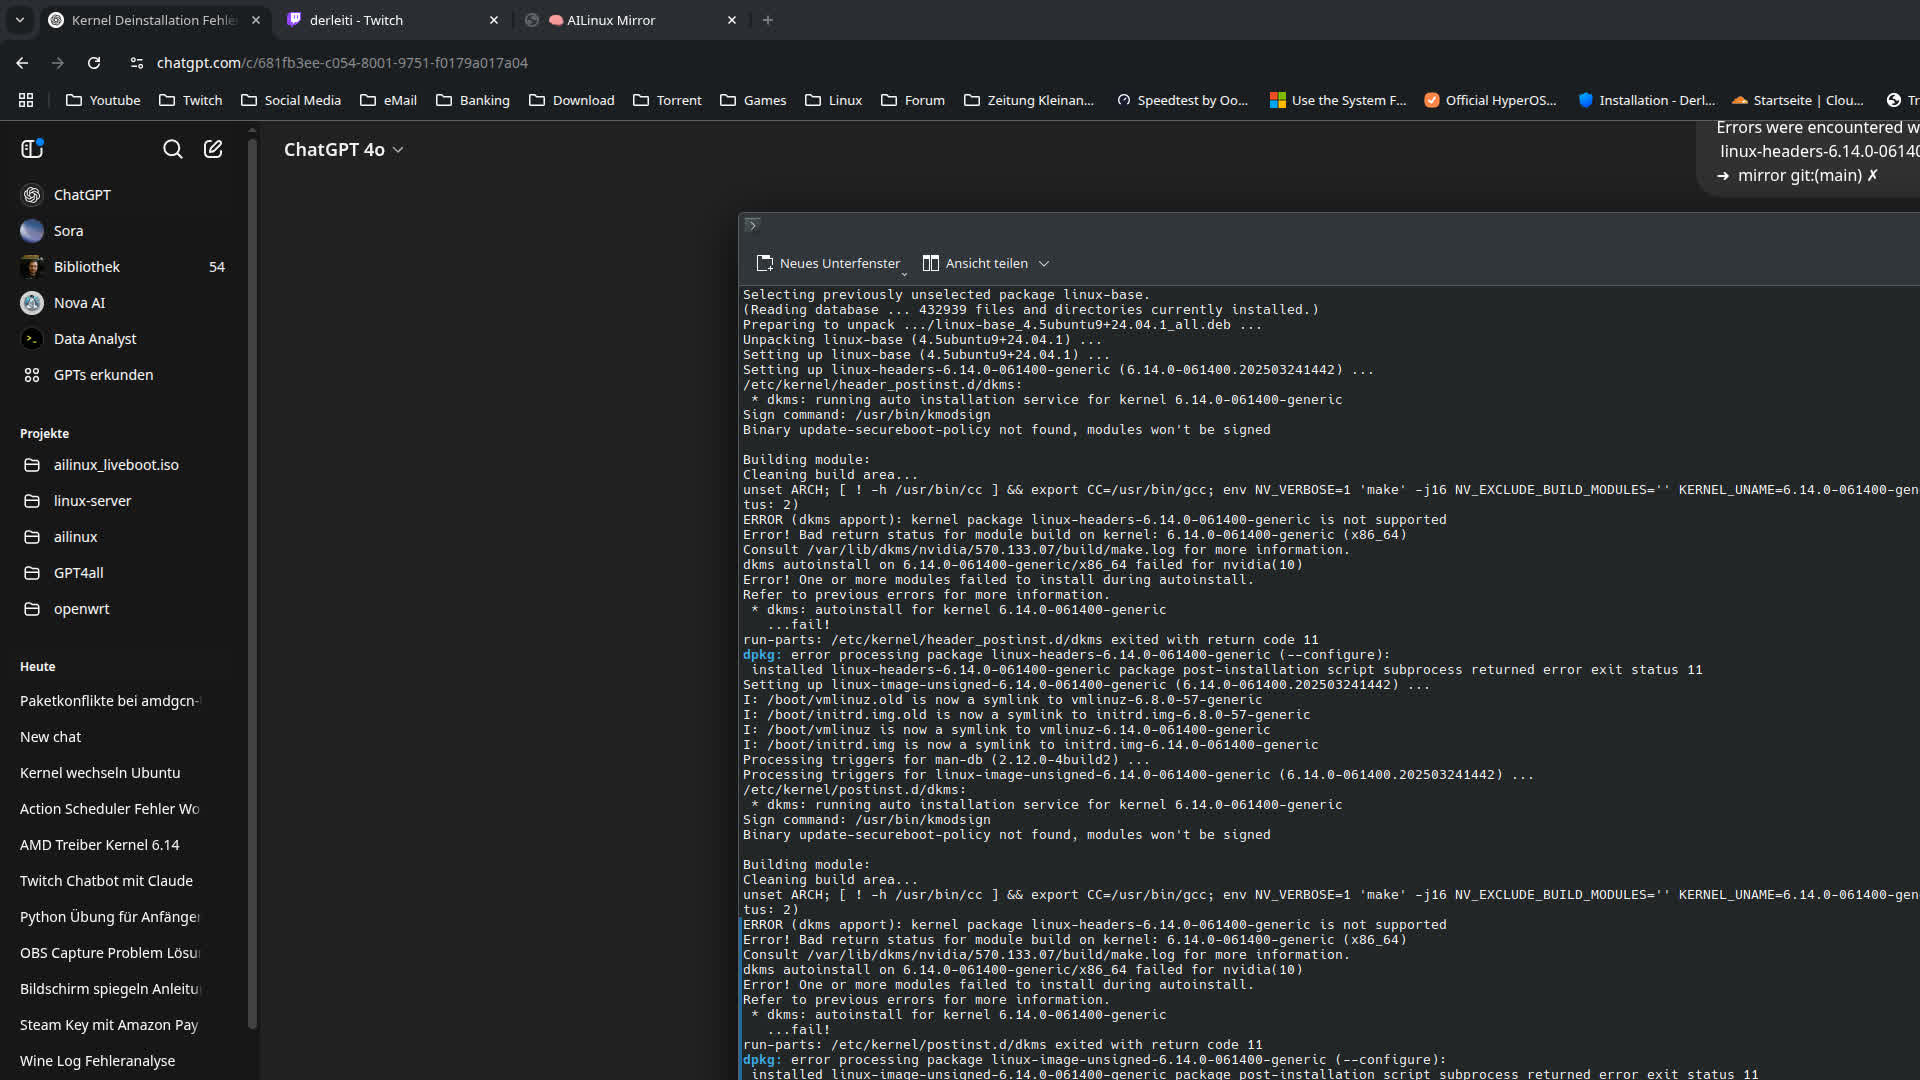 Kernel Deinstallation Fehle
derleiti - Twitch
AILinux Mirror
chatgpt.com/c/681fb3ee-c054-8001-9751-f0179a017a04
Youtube
Twitch
Social Media
eMail
Banking
Download
Torrent
Games
Linux
Forum
Zeitung Kleinan...
Speedtest by Oo...
Use the System F...
Official HyperOS...
Installation - Derl...
Startseite | Clou...
Tr
ChatGPT 4o
Errors were encountered w
linux-headers-6.14.0-06140
➜ mirror git:(main) ✗
ChatGPT
Sora
Bibliothek 54
Nova AI
Data Analyst
GPTs erkunden
Projekte
ailinux_liveboot.iso
linux-server
ailinux
GPT4all
openwrt
Heute
Paketkonflikte bei amdgcn-
New chat
Kernel wechseln Ubuntu
Action Scheduler Fehler Wo
AMD Treiber Kernel 6.14
Twitch Chatbot mit Claude
Python Übung für Anfänger
OBS Capture Problem Lösu
Bildschirm spiegeln Anleitu
Steam Key mit Amazon Pay
Wine Log Fehleranalyse
Neues Unterfenster
Ansicht teilen
Selecting previously unselected package linux-base.
(Reading database ... 432939 files and directories currently installed.)
Preparing to unpack .../linux-base_4.5ubuntu9+24.04.1_all.deb ...
Unpacking linux-base (4.5ubuntu9+24.04.1) ...
Setting up linux-base (4.5ubuntu9+24.04.1) ...
Setting up linux-headers-6.14.0-061400-generic (6.14.0-061400.202503241442) ...
/etc/kernel/header_postinst.d/dkms:
 * dkms: running auto installation service for kernel 6.14.0-061400-generic
Sign command: /usr/bin/kmodsign
Binary update-secureboot-policy not found, modules won't be signed
Building module:
Cleaning build area...
unset ARCH; [ ! -h /usr/bin/cc ] && export CC=/usr/bin/gcc; env NV_VERBOSE=1 'make' -j16 NV_EXCLUDE_BUILD_MODULES='' KERNEL_UNAME=6.14.0-061400-gen
tus: 2)
ERROR (dkms apport): kernel package linux-headers-6.14.0-061400-generic is not supported
Error! Bad return status for module build on kernel: 6.14.0-061400-generic (x86_64)
Consult /var/lib/dkms/nvidia/570.133.07/build/make.log for more information.
dkms autoinstall on 6.14.0-061400-generic/x86_64 failed for nvidia(10)
Error! One or more modules failed to install during autoinstall.
Refer to previous errors for more information.
 * dkms: autoinstall for kernel 6.14.0-061400-generic
   ...fail!
run-parts: /etc/kernel/header_postinst.d/dkms exited with return code 11
dpkg: error processing package linux-headers-6.14.0-061400-generic (--configure):
 installed linux-headers-6.14.0-061400-generic package post-installation script subprocess returned error exit status 11
Setting up linux-image-unsigned-6.14.0-061400-generic (6.14.0-061400.202503241442) ...
I: /boot/vmlinuz.old is now a symlink to vmlinuz-6.8.0-57-generic
I: /boot/initrd.img.old is now a symlink to initrd.img-6.8.0-57-generic
I: /boot/vmlinuz is now a symlink to vmlinuz-6.14.0-061400-generic
I: /boot/initrd.img is now a symlink to initrd.img-6.14.0-061400-generic
Processing triggers for man-db (2.12.0-4build2) ...
Processing triggers for linux-image-unsigned-6.14.0-061400-generic (6.14.0-061400.202503241442) ...
/etc/kernel/postinst.d/dkms:
 * dkms: running auto installation service for kernel 6.14.0-061400-generic
Sign command: /usr/bin/kmodsign
Binary update-secureboot-policy not found, modules won't be signed
Building module:
Cleaning build area...
unset ARCH; [ ! -h /usr/bin/cc ] && export CC=/usr/bin/gcc; env NV_VERBOSE=1 'make' -j16 NV_EXCLUDE_BUILD_MODULES='' KERNEL_UNAME=6.14.0-061400-gen
tus: 2)
ERROR (dkms apport): kernel package linux-headers-6.14.0-061400-generic is not supported
Error! Bad return status for module build on kernel: 6.14.0-061400-generic (x86_64)
Consult /var/lib/dkms/nvidia/570.133.07/build/make.log for more information.
dkms autoinstall on 6.14.0-061400-generic/x86_64 failed for nvidia(10)
Error! One or more modules failed to install during autoinstall.
Refer to previous errors for more information.
 * dkms: autoinstall for kernel 6.14.0-061400-generic
   ...fail!
run-parts: /etc/kernel/postinst.d/dkms exited with return code 11
dpkg: error processing package linux-image-unsigned-6.14.0-061400-generic (--configure):
 installed linux-image-unsigned-6.14.0-061400-generic package post-installation script subprocess returned error exit status 11